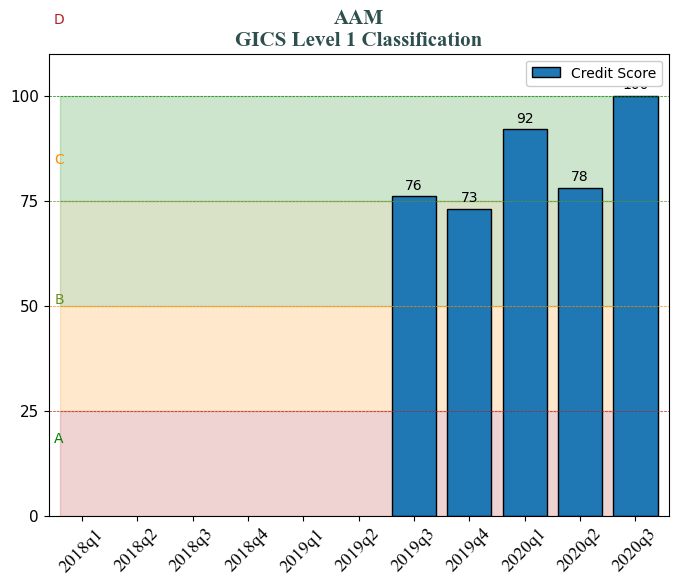 D
AAM
GICS Level 1 Classification
Credit Score
100
92
76
78
73
100
75
50
25
0
C
B
A
2018q1
2018q2
2018q3
2018q4
2019q1
2019q2
2019q3
2019q4
2020q1
2020q2
2020q3